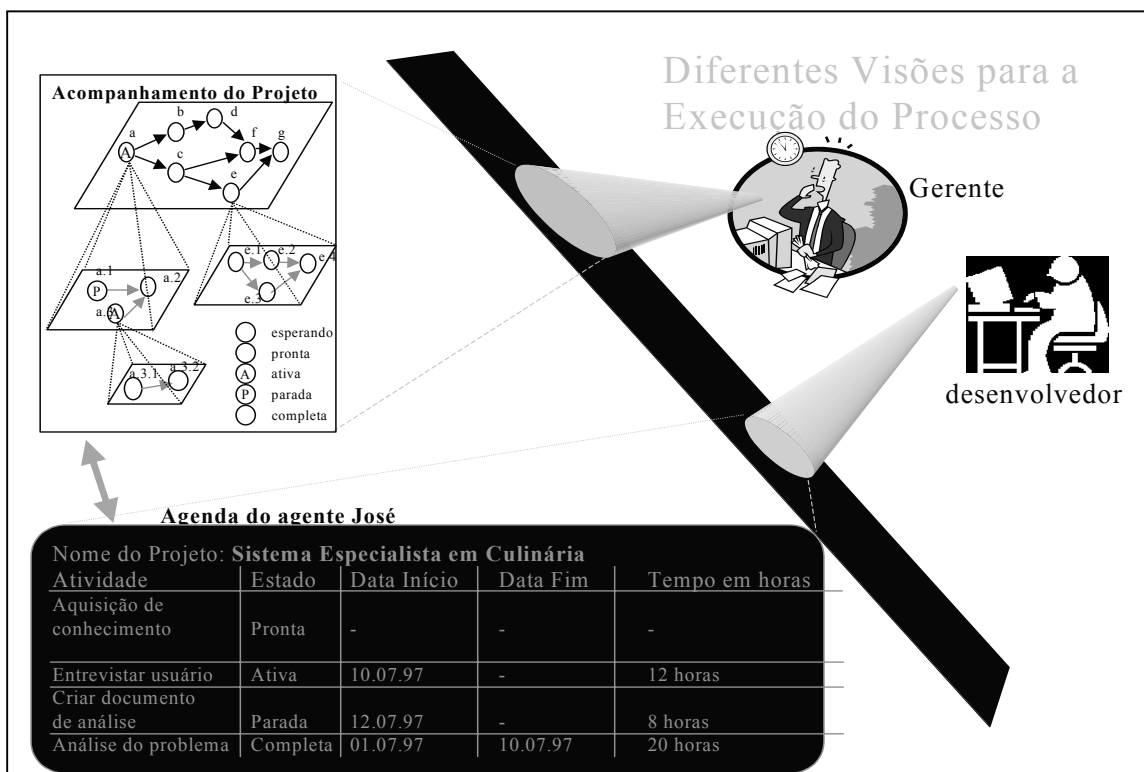 Diferentes Visões para a
Execução do Processo
Acompanhamento do Projeto
a
b
d
f
g
c
e
A
e.1
e.2
e.4
e.3
a.1
a.2
P
a.3
A
a.3.1
a.3.2
esperando
pronta
A ativa
P parada
completa
Gerente
desenvolvedor
Agenda do agente José
Nome do Projeto: Sistema Especialista em Culinária
Atividade Estado Data Início Data Fim Tempo em horas
Aquisição de
conhecimento Pronta - - -
Entrevistar usuário Ativa 10.07.97 - 12 horas
Criar documento
de análise Parada 12.07.97 - 8 horas
Análise do problema Completa 01.07.97 10.07.97 20 horas